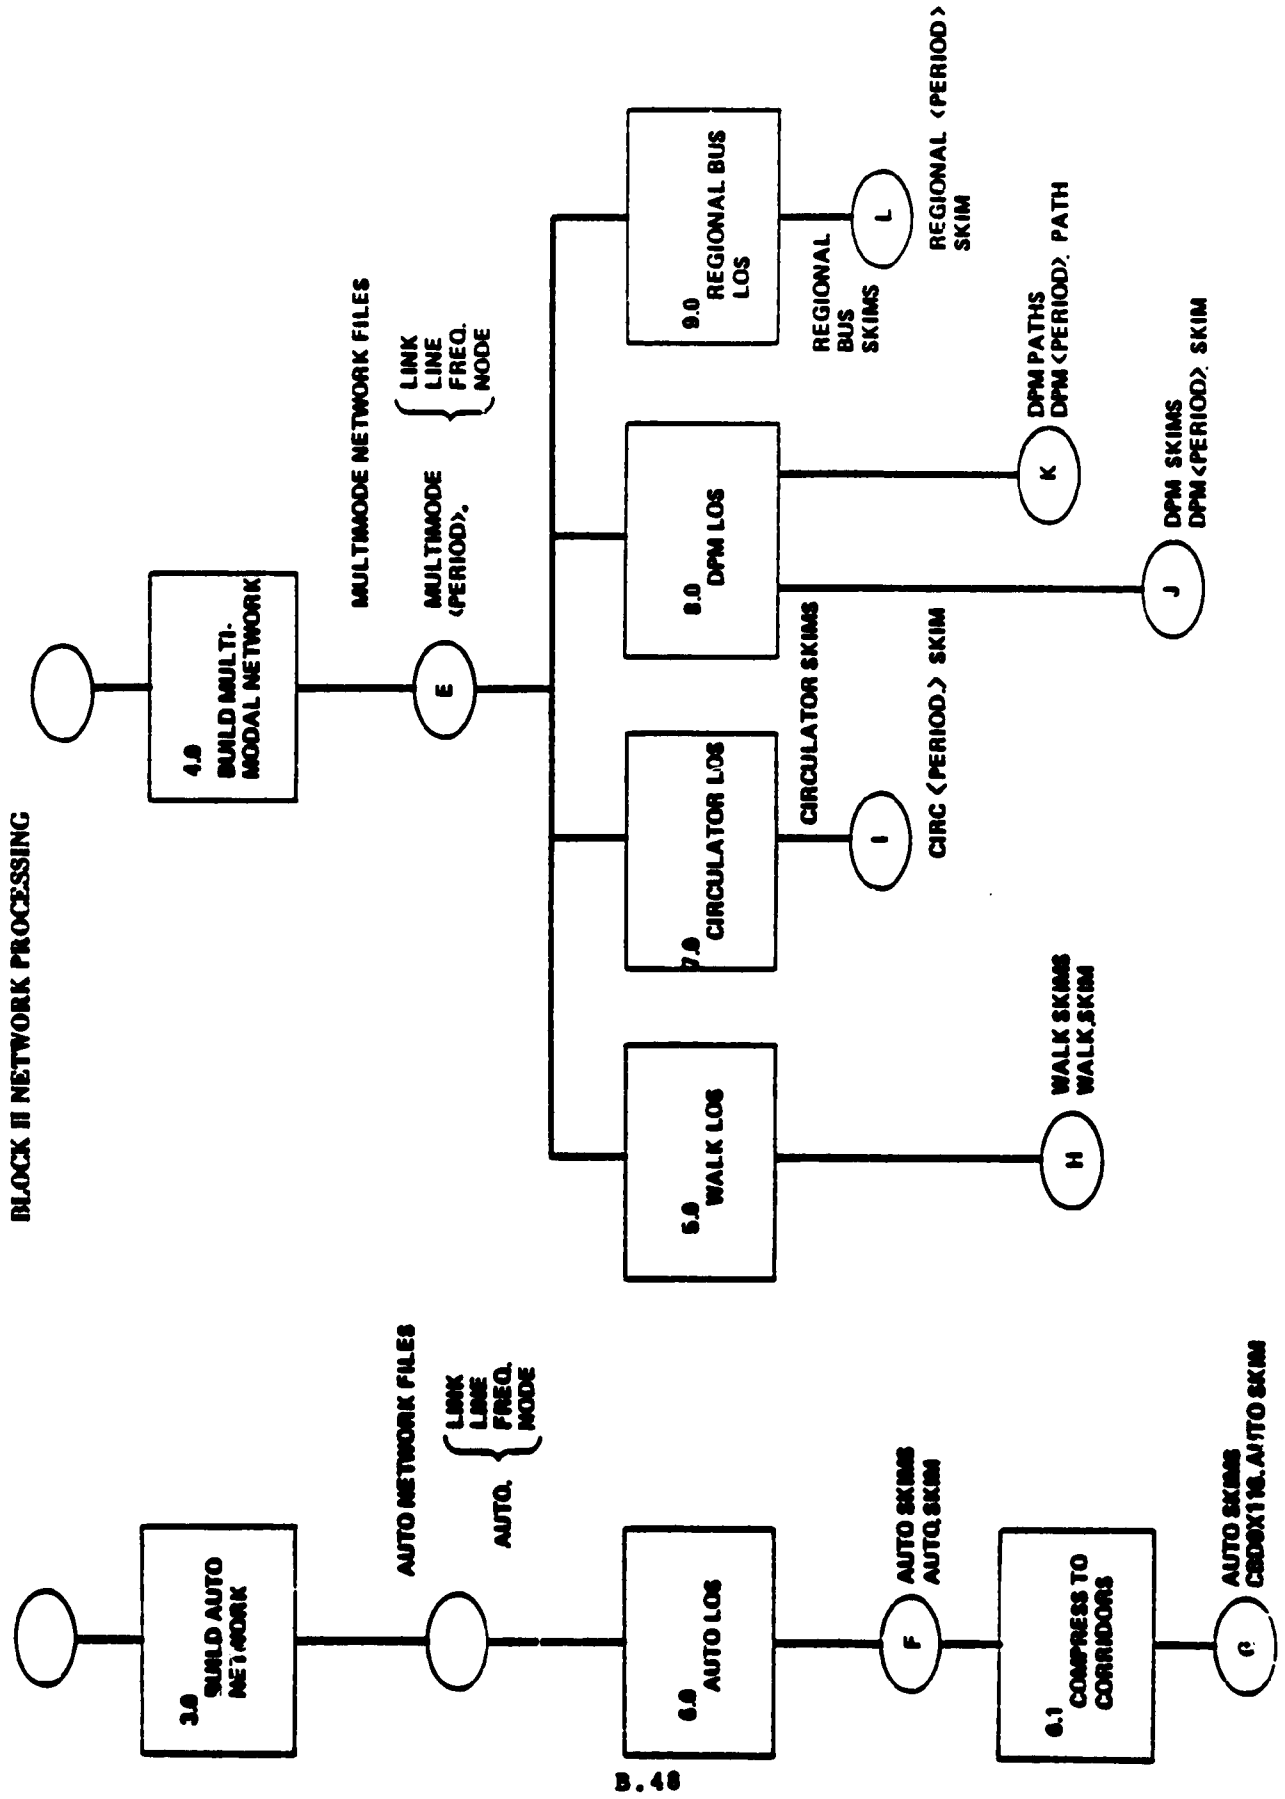 BLOCK II NETWORK PROCESSING
3.0
BUILD AUTO
NETWORK
AUTO NETWORK FILES
AUTO.
LINK
LINE
FREQ.
NODE
6.0
AUTO LOS
F
AUTO SKIMS
AUTO.SKIM
6.1
COMPRESS TO
CORRIDORS
G
AUTO SKIMS
AUTO SKIM
4.0
BUILD MULTI-
MODAL NETWORK
MULTIMODE NETWORK FILES
E
MULTIMODE
<PERIOD>.
LINK
LINE
FREQ.
NODE
5.0
WALK LOS
H
WALK SKIMS
WALK.SKIM
7.0
CIRCULATOR LOS
CIRCULATOR SKIMS
I
CIRC <PERIOD.> SKIM
8.0
DPM LOS
J
DPM SKIMS
DPM <PERIOD>. SKIM
K
DPM PATHS
DPM <PERIOD>. PATH
9.0
REGIONAL BUS
LOS
REGIONAL
BUS
SKIMS
L
REGIONAL <PERIOD>
SKIM
B.48